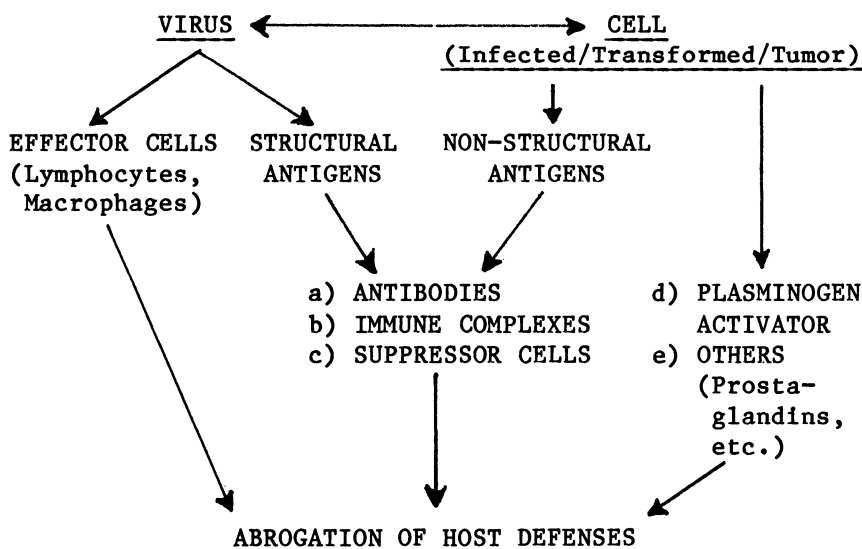 VIRUS
CELL
(Infected/Transformed/Tumor)
EFFECTOR CELLS
(Lymphocytes,
Macrophages)
STRUCTURAL
ANTIGENS
NON-STRUCTURAL
ANTIGENS
a) ANTIBODIES
b) IMMUNE COMPLEXES
c) SUPPRESSOR CELLS
d) PLASMINOGEN
ACTIVATOR
e) OTHERS
(Prosta-
glandins,
etc.)
ABROGATION OF HOST DEFENSES